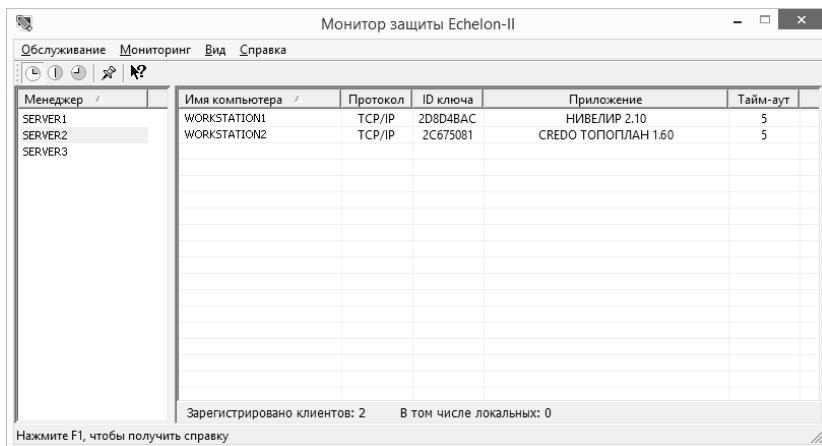 Монитор защиты Echelon-II
Обслуживание Мониторинг Вид Справка
Менеджер
SERVER1
SERVER2
SERVER3
Имя компьютера Протокол ID ключа Приложение Тайм-аут
WORKSTATION1 TCP/IP 2D8D4BAC НИВЕЛИР 2.10 5
WORKSTATION2 TCP/IP 2C675081 CREDO ТОПОПЛАН 1.60 5
Зарегистрировано клиентов: 2 В том числе локальных: 0
Нажмите F1, чтобы получить справку